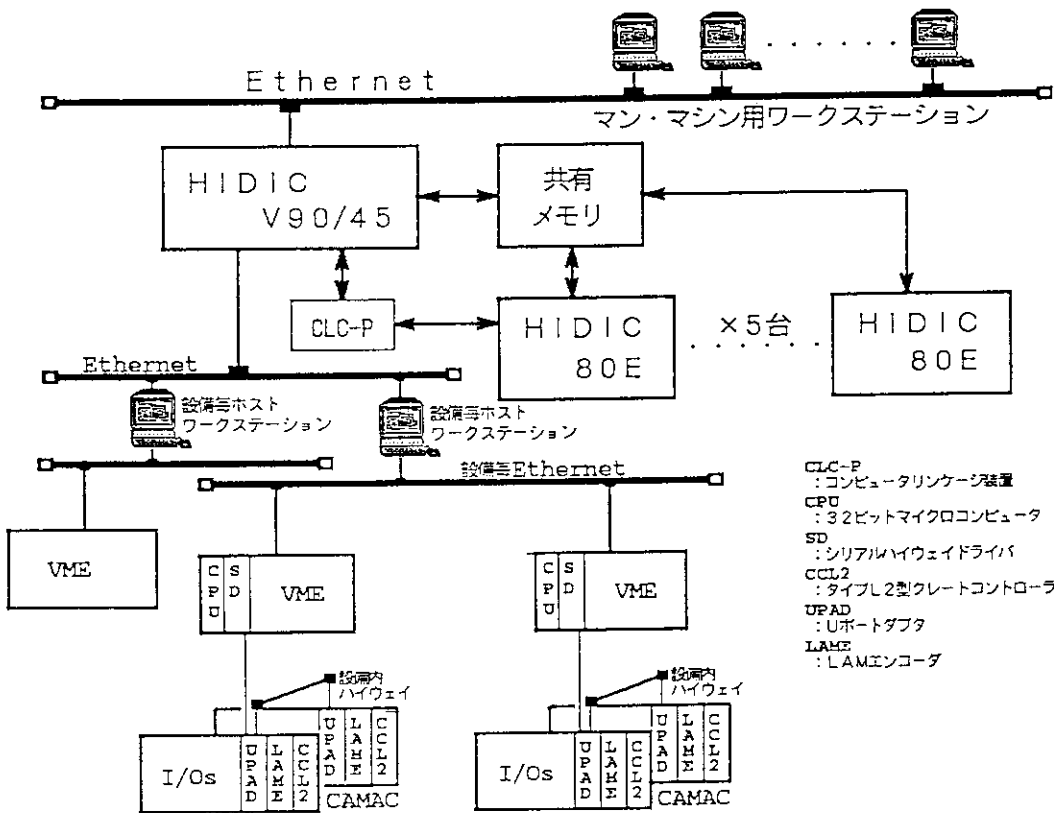 Ethernet
マン・マシン用ワークステーション
HIDIC
V90/45
共有
メモリ
CLC-P
HIDIC
80E
×5台
HIDIC
80E
Ethernet
設備毎ホスト
ワークステーション
設備毎ホスト
ワークステーション
設備毎Ethernet
VME
CPU
SD
VME
CPU
SD
VME
CLC-P
:コンピュータリンケージ装置
CPU
:32ビットマイクロコンピュータ
SD
:シリアルハイウェイドライバ
CCL2
:タイプL2型クレートコントローラ
UPAD
:Uポートダプタ
LAME
:LAMエンコーダ
設備内
ハイウェイ
UPAD
LAME
CCL2
I/Os
UPAD
LAME
CCL2
CAMAC
設備内
ハイウェイ
UPAD
LAME
CCL2
I/Os
UPAD
LAME
CCL2
CAMAC